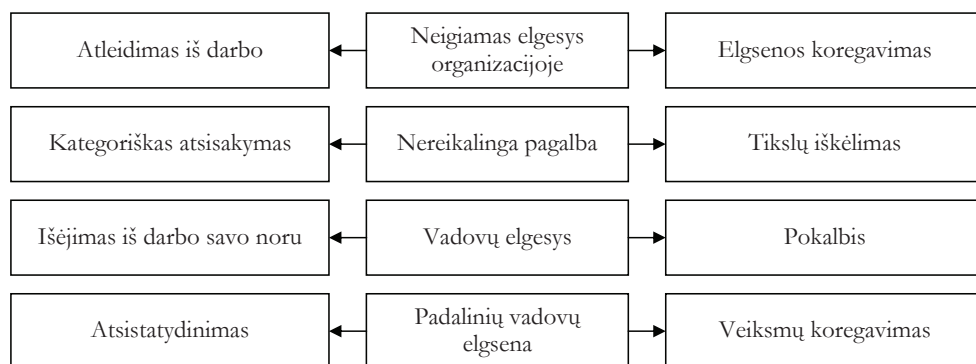 Atleidimas iš darbo
Neigiamas elgesys
organizacijoje
Elgsenos koregavimas
Kategoriškas atsisakymas
Nereikalinga pagalba
Tikslų iškėlimas
Išėjimas iš darbo savo noru
Vadovų elgesys
Pokalbis
Atsistatydinimas
Padalinių vadovų
elgsena
Veiksmų koregavimas